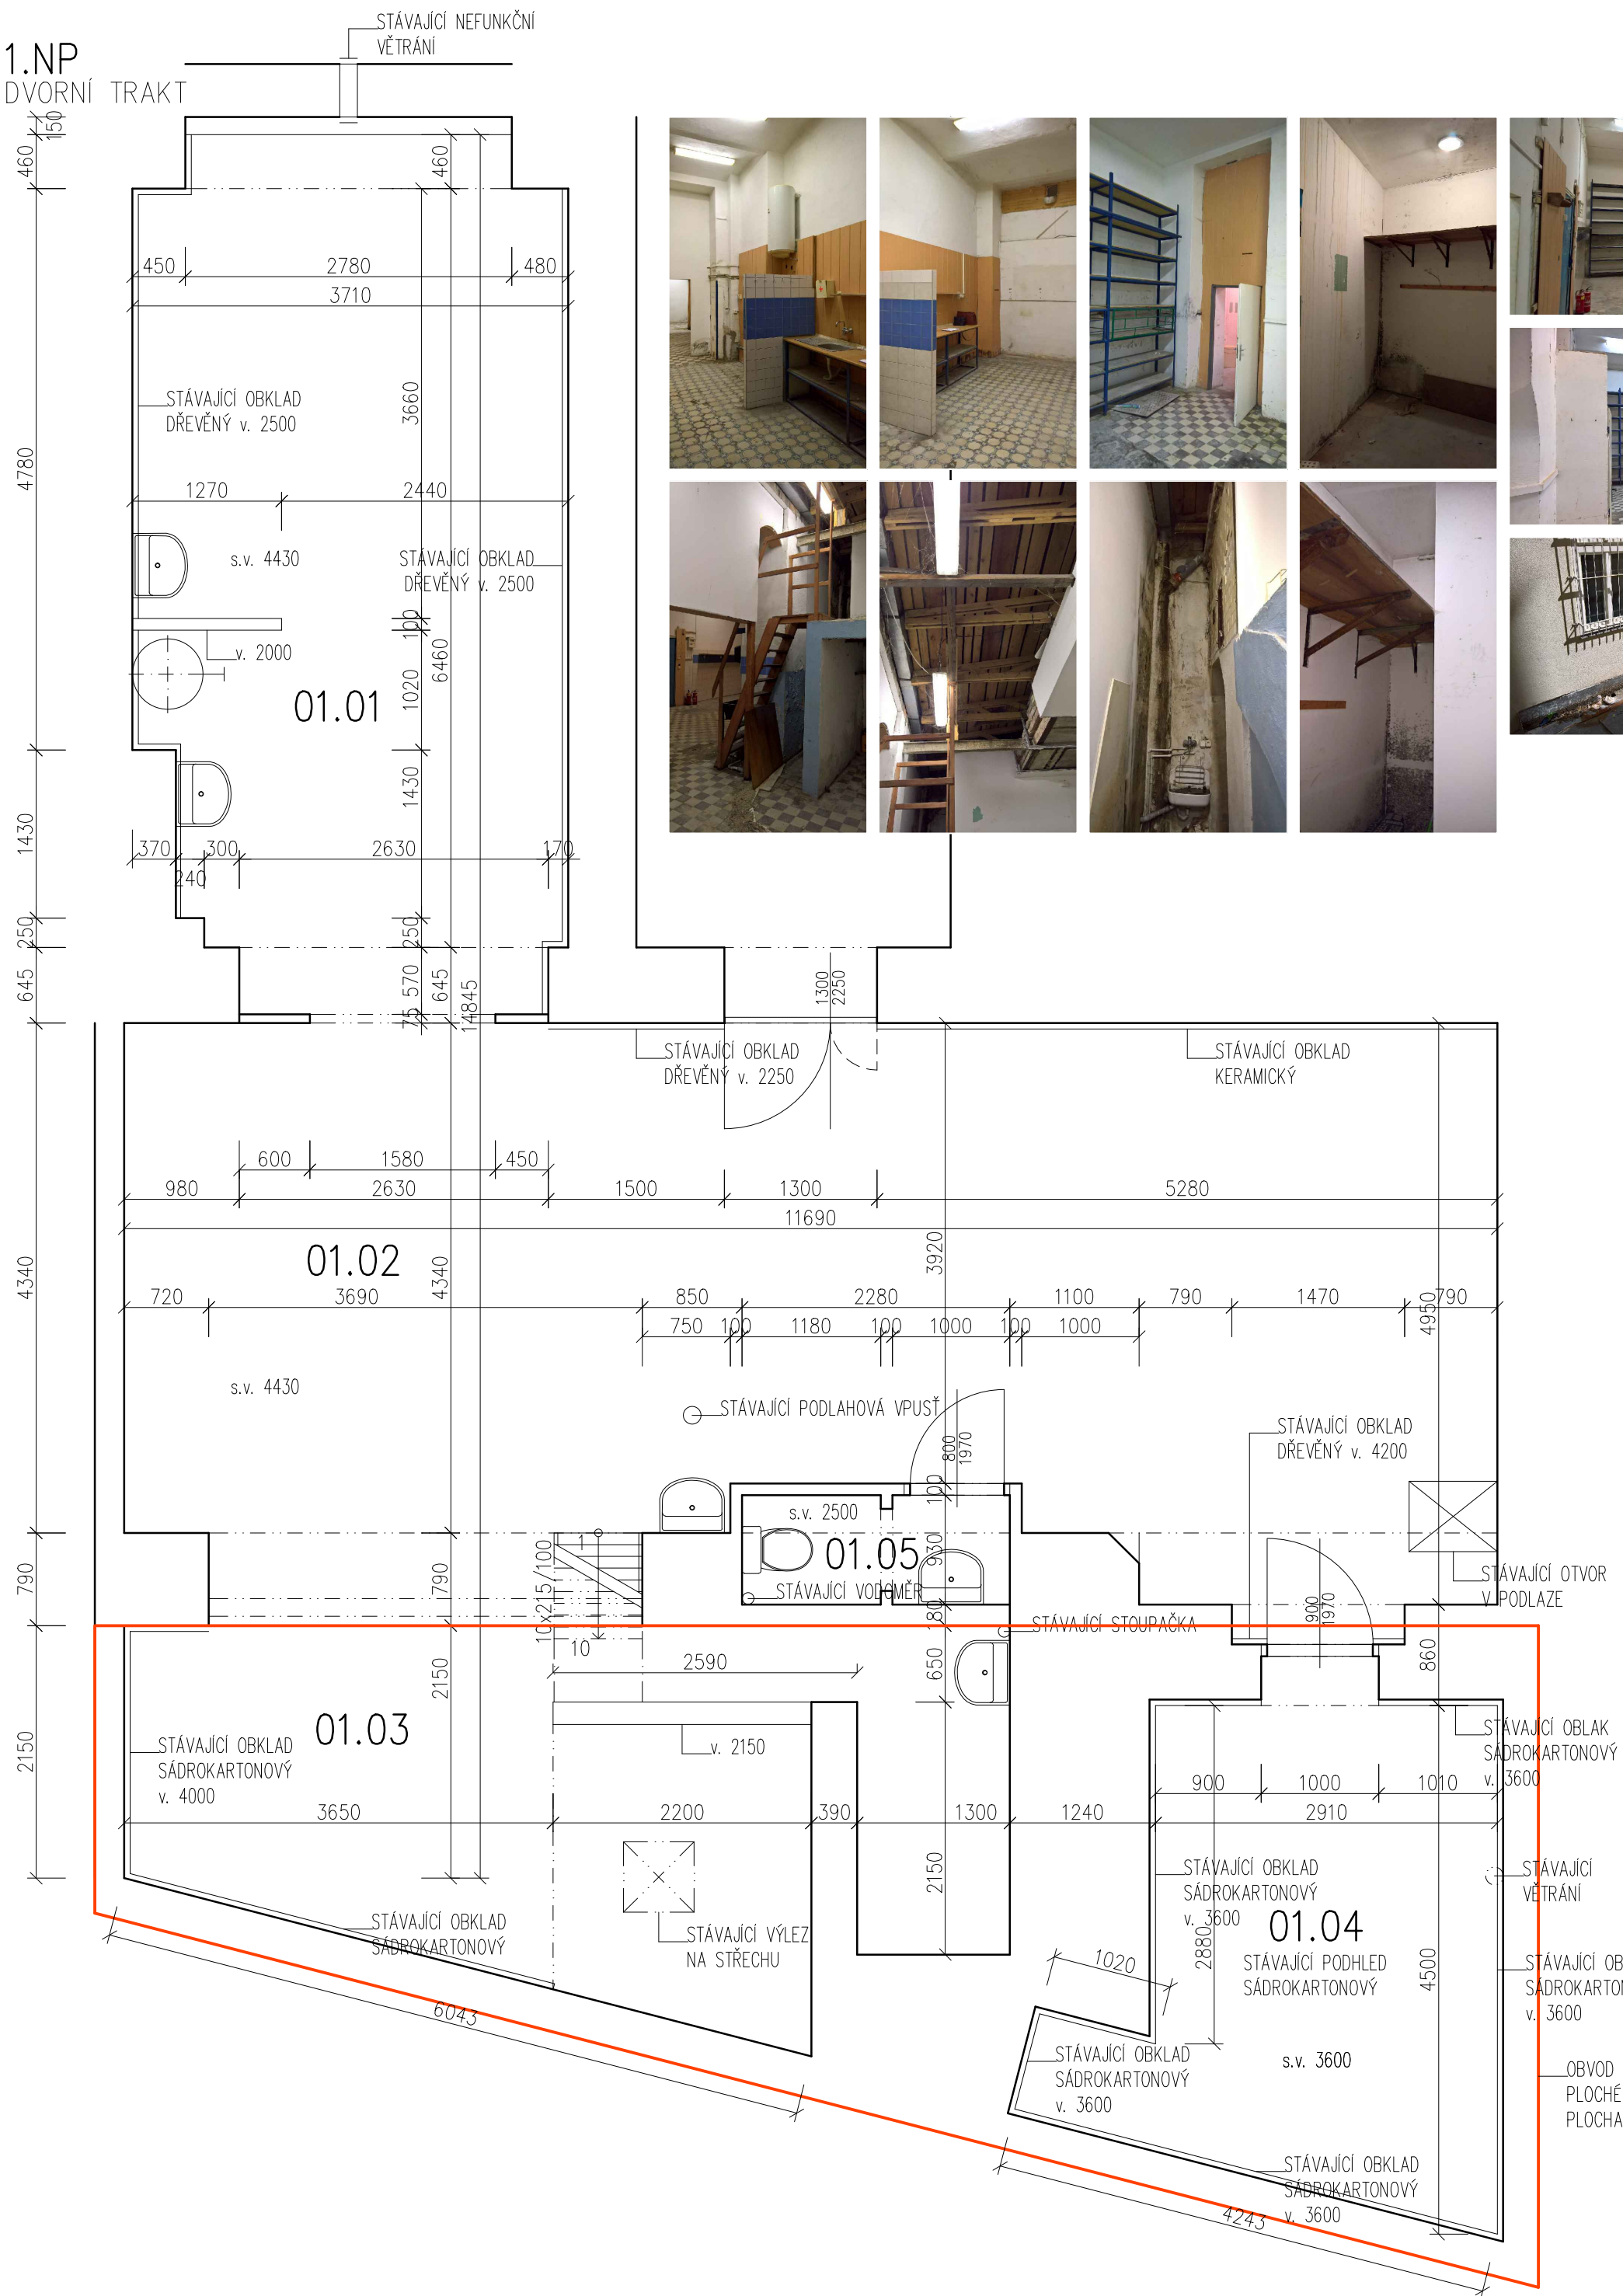 STÁVAJÍCÍ NEFUNKČNÍ
VĚTRÁNÍ
1.NP
DVORNÍ TRAKT
150
460
460
450
2780
480
3710
STÁVAJÍCÍ OBKLAD
DŘEVĚNÝ v. 2500
3660
4780
1270
2440
s.v. 4430
STÁVAJÍCÍ OBKLAD
DŘEVĚNÝ v. 2500
100
6460
v. 2000
1020
01.01
1430
1430
370
300
2630
170
240
250
250
645
570
645
75
14845
1300
2250
STÁVAJÍCÍ OBKLAD
DŘEVĚNÝ v. 2250
STÁVAJÍCÍ OBKLAD
KERAMICKÝ
600
1580
450
980
2630
1500
1300
5280
11690
01.02
4340
4340
3920
4950
720
3690
850
2280
1100
790
1470
790
750
100
1180
100
1000
100
1000
s.v. 4430
STÁVAJÍCÍ PODLAHOVÁ VPUSŤ
800
1970
STÁVAJÍCÍ OBKLAD
DŘEVĚNÝ v. 4200
100
s.v. 2500
01.05
930
STÁVAJÍCÍ VODOMĚR
790
790
10x215/100
1
10
180
STÁVAJÍCÍ STOUPAČKA
900
1970
STÁVAJÍCÍ OTVOR
V PODLAZE
2590
650
860
2150
2150
01.03
STÁVAJÍCÍ OBKLAD
SÁDROKARTONOVÝ
v. 4000
v. 2150
STÁVAJÍCÍ OBLAK
SÁDROKARTONOVÝ
v. 3600
900
1000
1010
3650
2200
390
1300
1240
2910
2150
STÁVAJÍCÍ OBKLAD
SÁDROKARTONOVÝ
v. 3600
STÁVAJÍCÍ
VĚTRÁNÍ
2880
01.04
STÁVAJÍCÍ PODHLED
SÁDROKARTONOVÝ
STÁVAJÍCÍ OBKLAD
SÁDROKARTONOVÝ
STÁVAJÍCÍ VÝLEZ
NA STŘECHU
1020
4500
STÁVAJÍCÍ OB
SÁDROKARTON
v. 3600
6043
STÁVAJÍCÍ OBKLAD
SÁDROKARTONOVÝ
v. 3600
s.v. 3600
OBVOD
PLOCHÉ
PLOCHA
STÁVAJÍCÍ OBKLAD
SÁDROKARTONOVÝ
v. 3600
4243